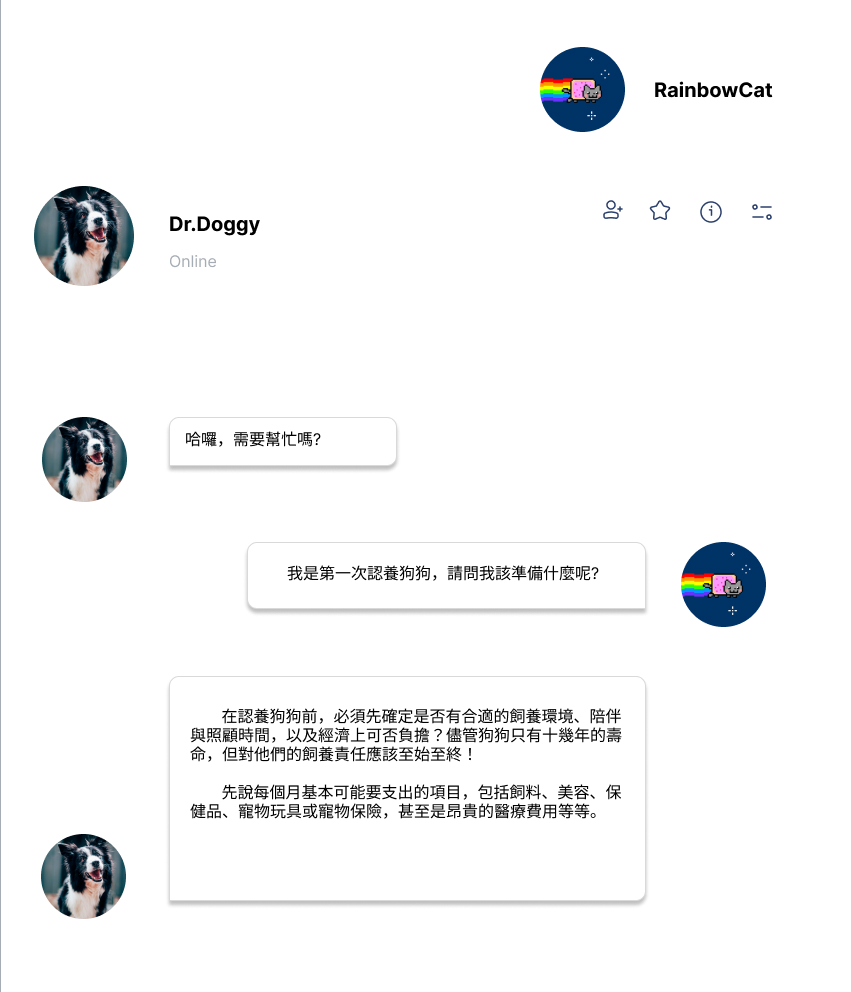 RainbowCat
Dr.Doggy
Online
哈囉，需要幫忙嗎?
我是第一次認養狗狗，請問我該準備什麼呢?
在認養狗狗前，必須先確定是否有合適的飼養環境、陪伴
與照顧時間，以及經濟上可否負擔？儘管狗狗只有十幾年的壽
命，但對他們的飼養責任應該至始至終！
先說每個月基本可能要支出的項目，包括飼料、美容、保
健品、寵物玩具或寵物保險，甚至是昂貴的醫療費用等等。